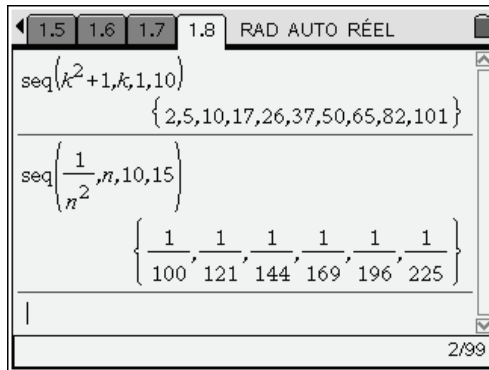 1.5 1.6 1.7 1.8 RAD AUTO RÉEL
seq(k²+1,k,1,10)
{2,5,10,17,26,37,50,65,82,101}
seq(1/n²,n,10,15)
{1/100,1/121,1/144,1/169,1/196,1/225}
2/99